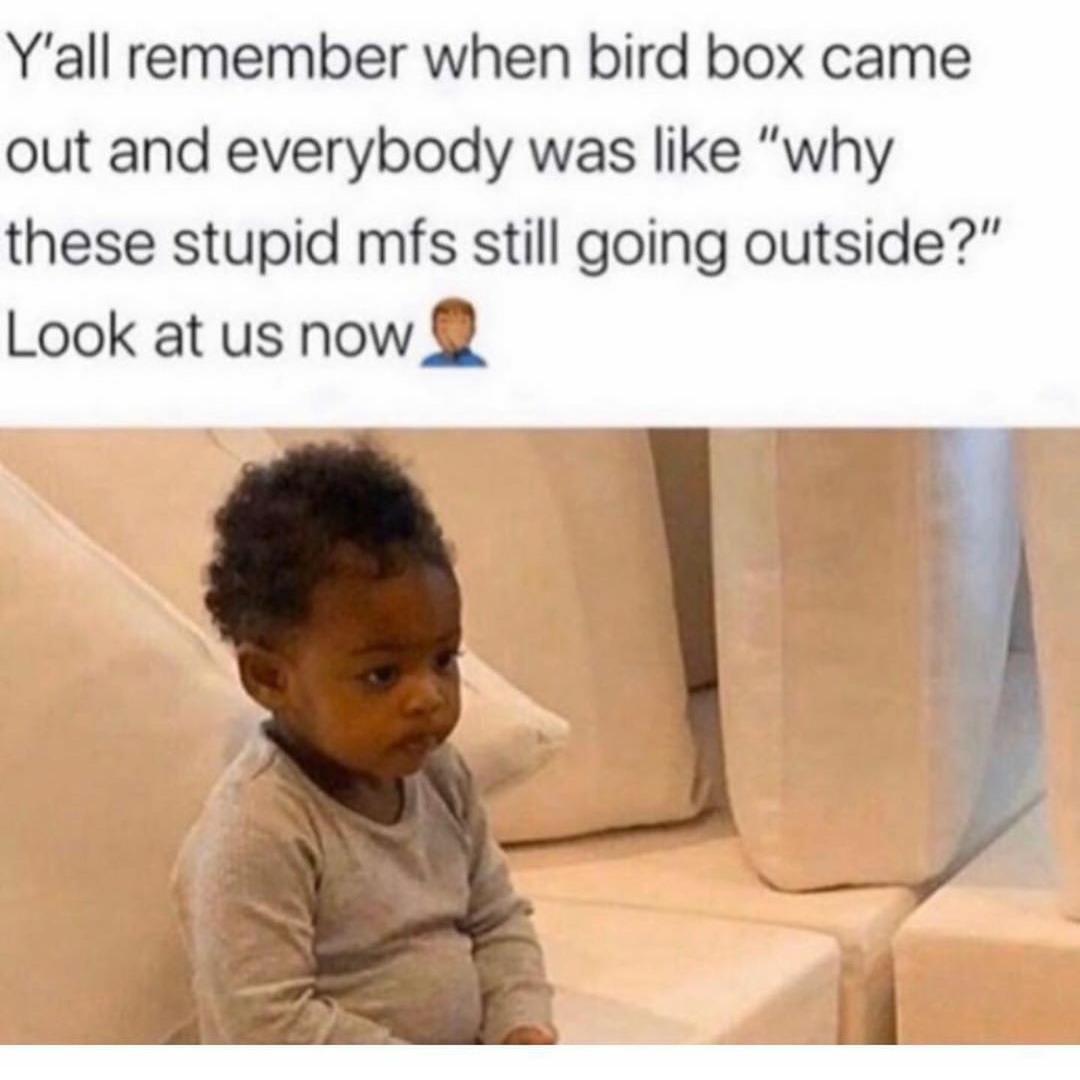 Y'all remember when bird box came
out and everybody was like "why
these stupid mfs still going outside?"
Look at us now🤦🏽‍♂️